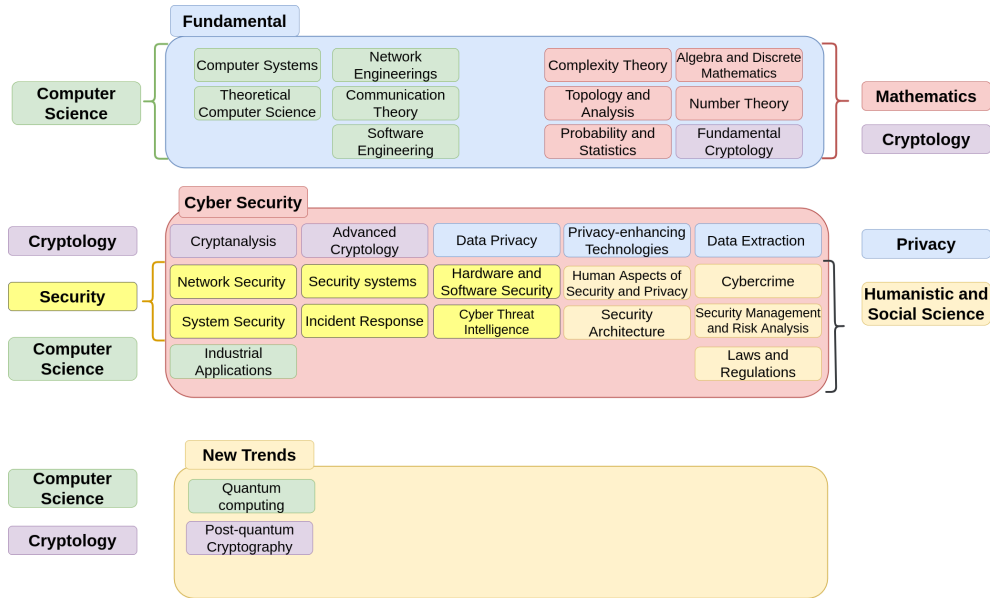 Fundamental
Computer Systems
Network
Engineerings
Complexity Theory
Algebra and Discrete
Mathematics
Computer
Science
Theoretical
Computer Science
Communication
Theory
Topology and
Analysis
Number Theory
Mathematics
Software
Engineering
Probability and
Statistics
Fundamental
Cryptology
Cryptology
Cyber Security
Cryptology
Cryptanalysis
Advanced
Cryptology
Data Privacy
Privacy-enhancing
Technologies
Data Extraction
Privacy
Security
Network Security
Security systems
Hardware and
Software Security
Human Aspects of
Security and Privacy
Cybercrime
Humanistic and
Social Science
System Security
Incident Response
Cyber Threat
Intelligence
Security
Architecture
Security Management
and Risk Analysis
Computer
Science
Industrial
Applications
Laws and
Regulations
New Trends
Computer
Science
Quantum
computing
Cryptology
Post-quantum
Cryptography